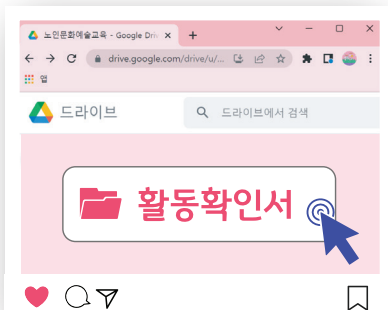 노인문화예술교육 - Google Driv
drive.google.com/drive/u/...
앱
드라이브
드라이브에서 검색
활동확인서